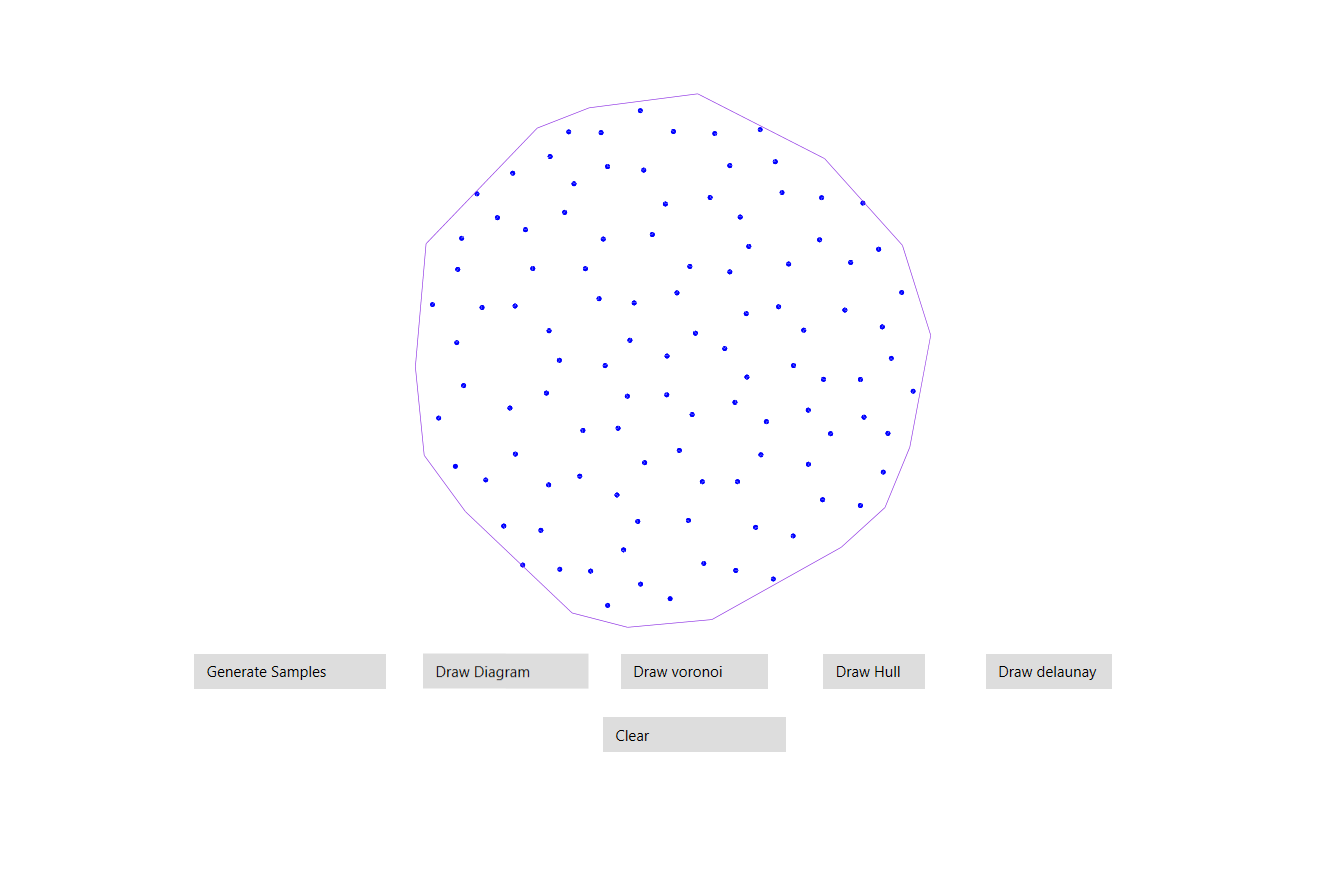 Generate Samples
Draw Diagram
Draw voronoi
Draw Hull
Draw delaunay
Clear